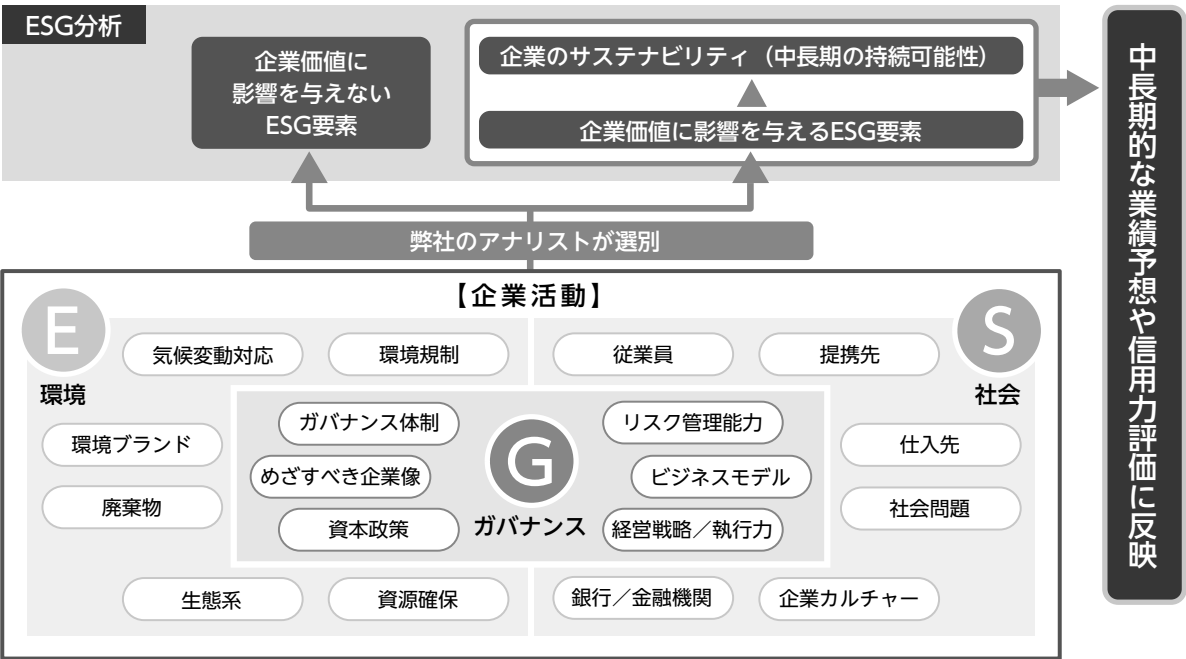 ESG分析
企業価値に
影響を与えない
ESG要素
企業のサステナビリティ（中長期の持続可能性）
企業価値に影響を与えるESG要素
中長期的な業績予想や信用力評価に反映
弊社のアナリストが選別
【企業活動】
E
環境
気候変動対応
環境規制
環境ブランド
廃棄物
生態系
資源確保
S
社会
従業員
提携先
仕入先
社会問題
銀行／金融機関
企業カルチャー
G
ガバナンス
ガバナンス体制
めざすべき企業像
資本政策
リスク管理能力
ビジネスモデル
経営戦略／執行力